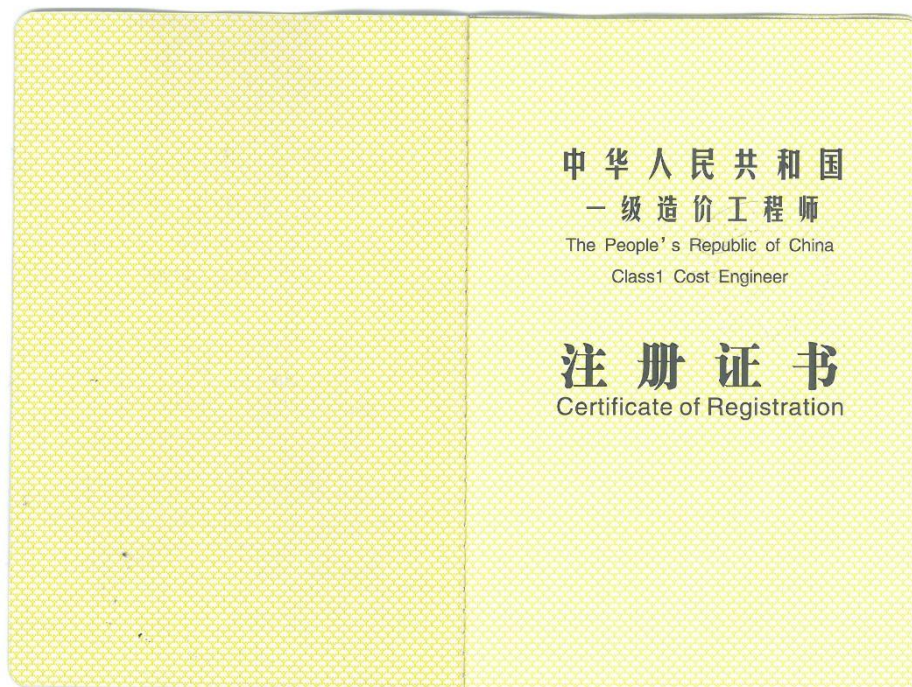 中华人民共和国
一级造价工程师
The People's Republic of China
Class1 Cost Engineer
注册证书
Certificate of Registration